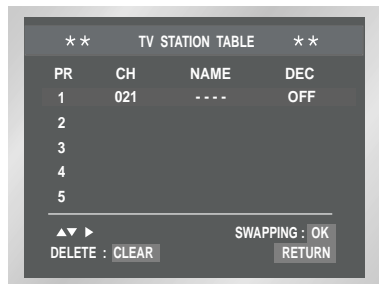 ** TV STATION TABLE **
PR CH NAME DEC
1 021 - - - - OFF
2
3
4
5
▲▼ ▶ SWAPPING : OK
DELETE : CLEAR RETURN